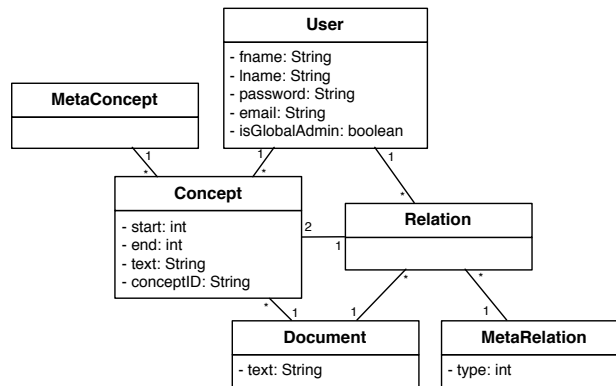 User
- fname: String
- lname: String
- password: String
- email: String
- isGlobalAdmin: boolean
MetaConcept
1
*
1
*
1
*
Concept
- start: int
- end: int
- text: String
- conceptID: String
2
1
Relation
*
1
*
1
*
1
Document
- text: String
MetaRelation
- type: int